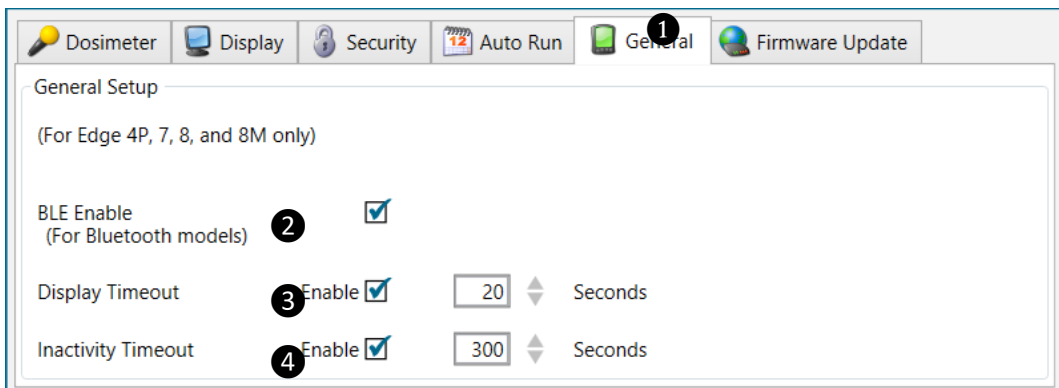 Dosimeter Display Security 12 Auto Run General 1 Firmware Update
General Setup
(For Edge 4P, 7, 8, and 8M only)
BLE Enable
(For Bluetooth models) 2
Display Timeout 3 Enable 20 Seconds
Inactivity Timeout 4 Enable 300 Seconds